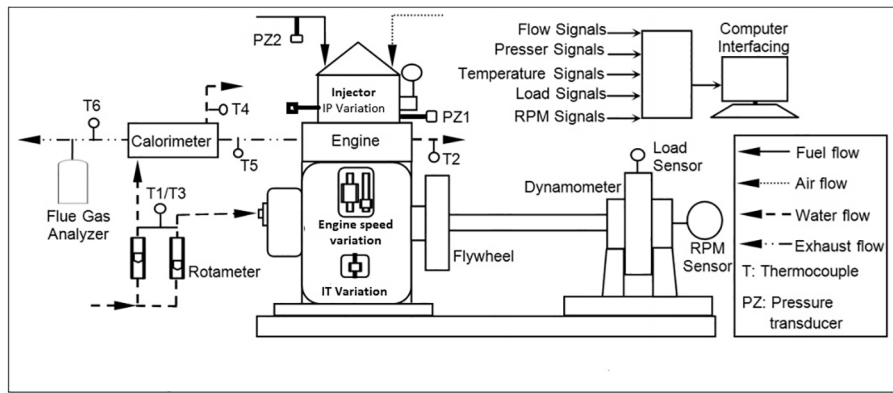 PZ2
Flow Signals
Presser Signals
Temperature Signals
Load Signals
RPM Signals
Computer
Interfacing
Injector
IP Variation
PZ1
T6
T4
Calorimeter
Engine
T5
T2
Flue Gas
Analyzer
T1/T3
Rotameter
Engine speed
variation
IT Variation
Flywheel
Dynamometer
Load
Sensor
RPM
Sensor
Fuel flow
Air flow
Water flow
Exhaust flow
T: Thermocouple
PZ: Pressure
transducer